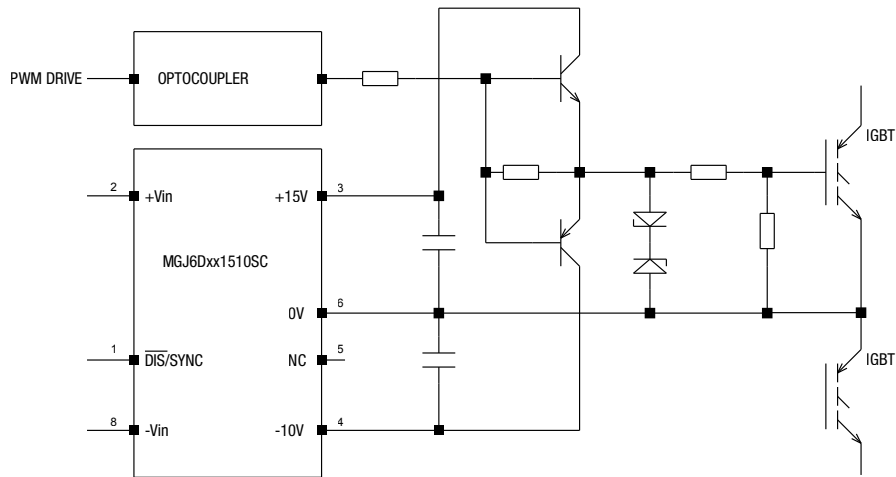 PWM DRIVE
OPTOCOUPLER
IGBT
2
+Vin
+15V
3
MGJ6Dxx1510SC
0V
6
1
DIS/SYNC
NC
5
IGBT
8
-Vin
-10V
4